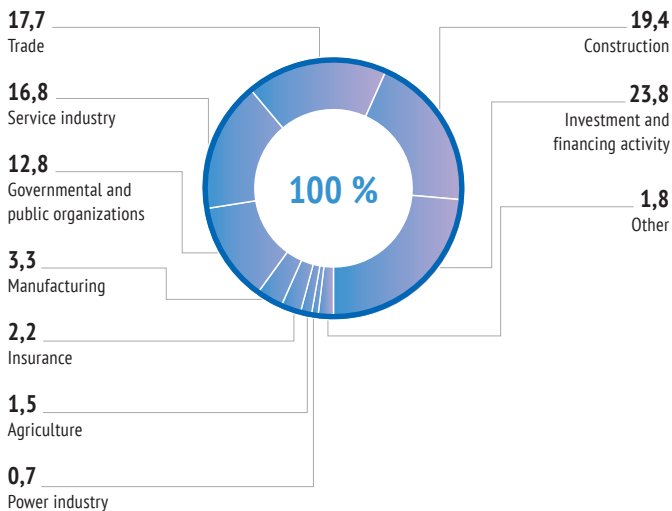 17,7
Trade
16,8
Service industry
12,8
Governmental and
public organizations
3,3
Manufacturing
2,2
Insurance
1,5
Agriculture
0,7
Power industry
100 %
19,4
Construction
23,8
Investment and
financing activity
1,8
Other